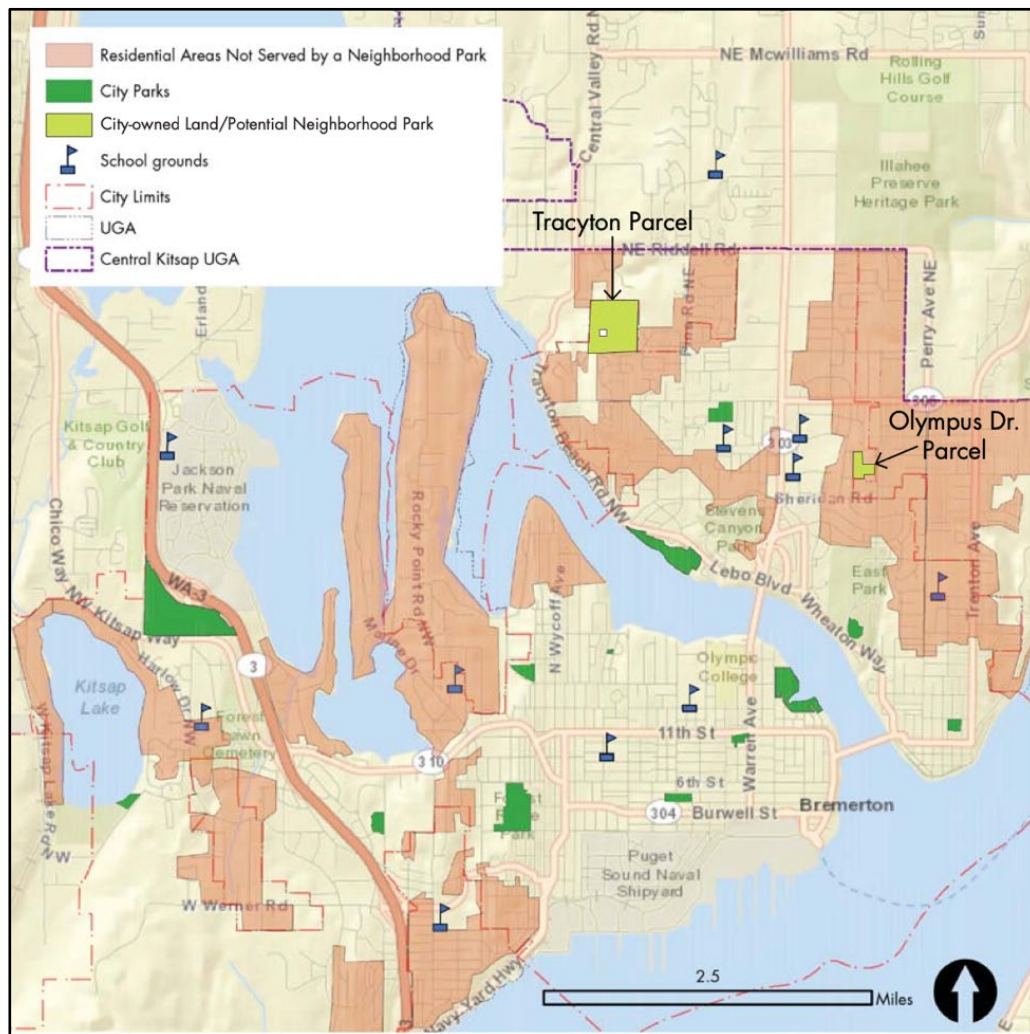 Residential Areas Not Served by a Neighborhood Park
City Parks
City-owned Land/Potential Neighborhood Park
School grounds
City Limits
UGA
Central Kitsap UGA
Central Valley Rd N
NE Mcwilliams Rd
Rolling
Hills Golf
Course
Illahee
Preserve
Heritage Park
Tracyton Parcel
NE Riddell Rd
Perry Ave NE
Erland
Pine Rd NE
Tracyton Beach Rd NW
303
Olympus Dr.
Parcel
Sheridan Rd
Kitsap Golf
& Country
Club
Jackson
Park Naval
Reservation
Chico Way NW
Rocky Point Rd NW
Stevens
Canyon
Park
East
Park
Trenton Ave
WA-3
Lebo Blvd
Wheaton Way
Kitsap Way
N Wycoff Ave
Harlow Dr NW
3
Kitsap
Lake
Olympic
College
Warren Ave
Forest
Lawn
Cemetery
W Kitsap Lake Rd NW
310
11th St
6th St
304
Burwell St
Bremerton
Park
Puget
Sound Naval
Shipyard
W Werner Rd
Navy Yard Hwy
3
2.5
Miles
E